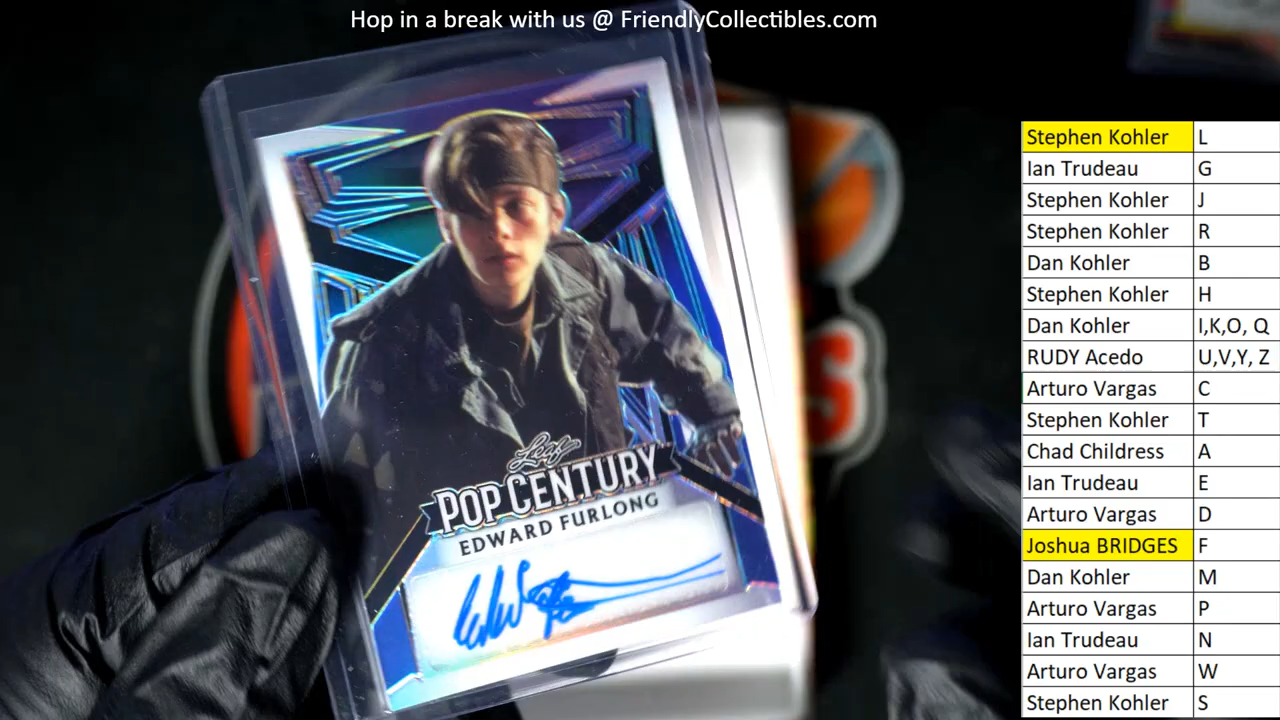 Hop in a break with us @ FriendlyCollectibles.com
Leaf
POP CENTURY
EDWARD FURLONG
Stephen Kohler L
Ian Trudeau G
Stephen Kohler J
Stephen Kohler R
Dan Kohler B
Stephen Kohler H
Dan Kohler I,K,O, Q
RUDY Acedo U,V,Y, Z
Arturo Vargas C
Stephen Kohler T
Chad Childress A
Ian Trudeau E
Arturo Vargas D
Joshua BRIDGES F
Dan Kohler M
Arturo Vargas P
Ian Trudeau N
Arturo Vargas W
Stephen Kohler S